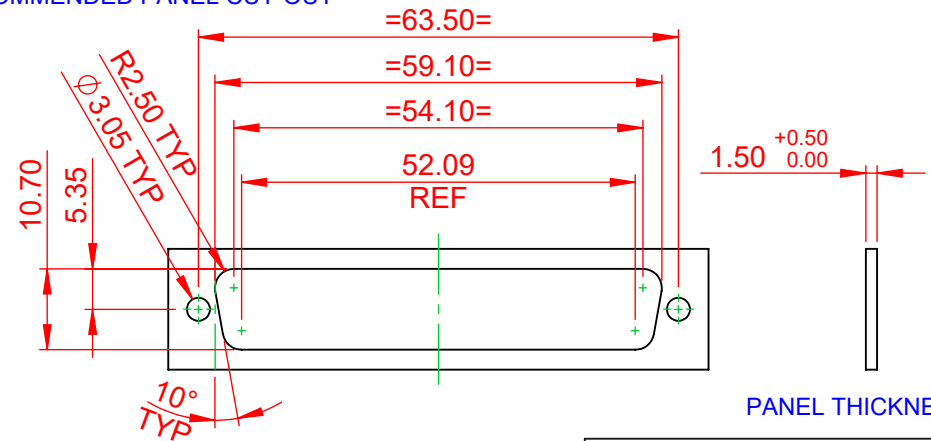 =63.50=
=59.10=
=54.10=
52.09
REF
R2.50 TYP
Ø3.05 TYP
10.70
5.35
1.50 +0.50
0.00
10°
TYP